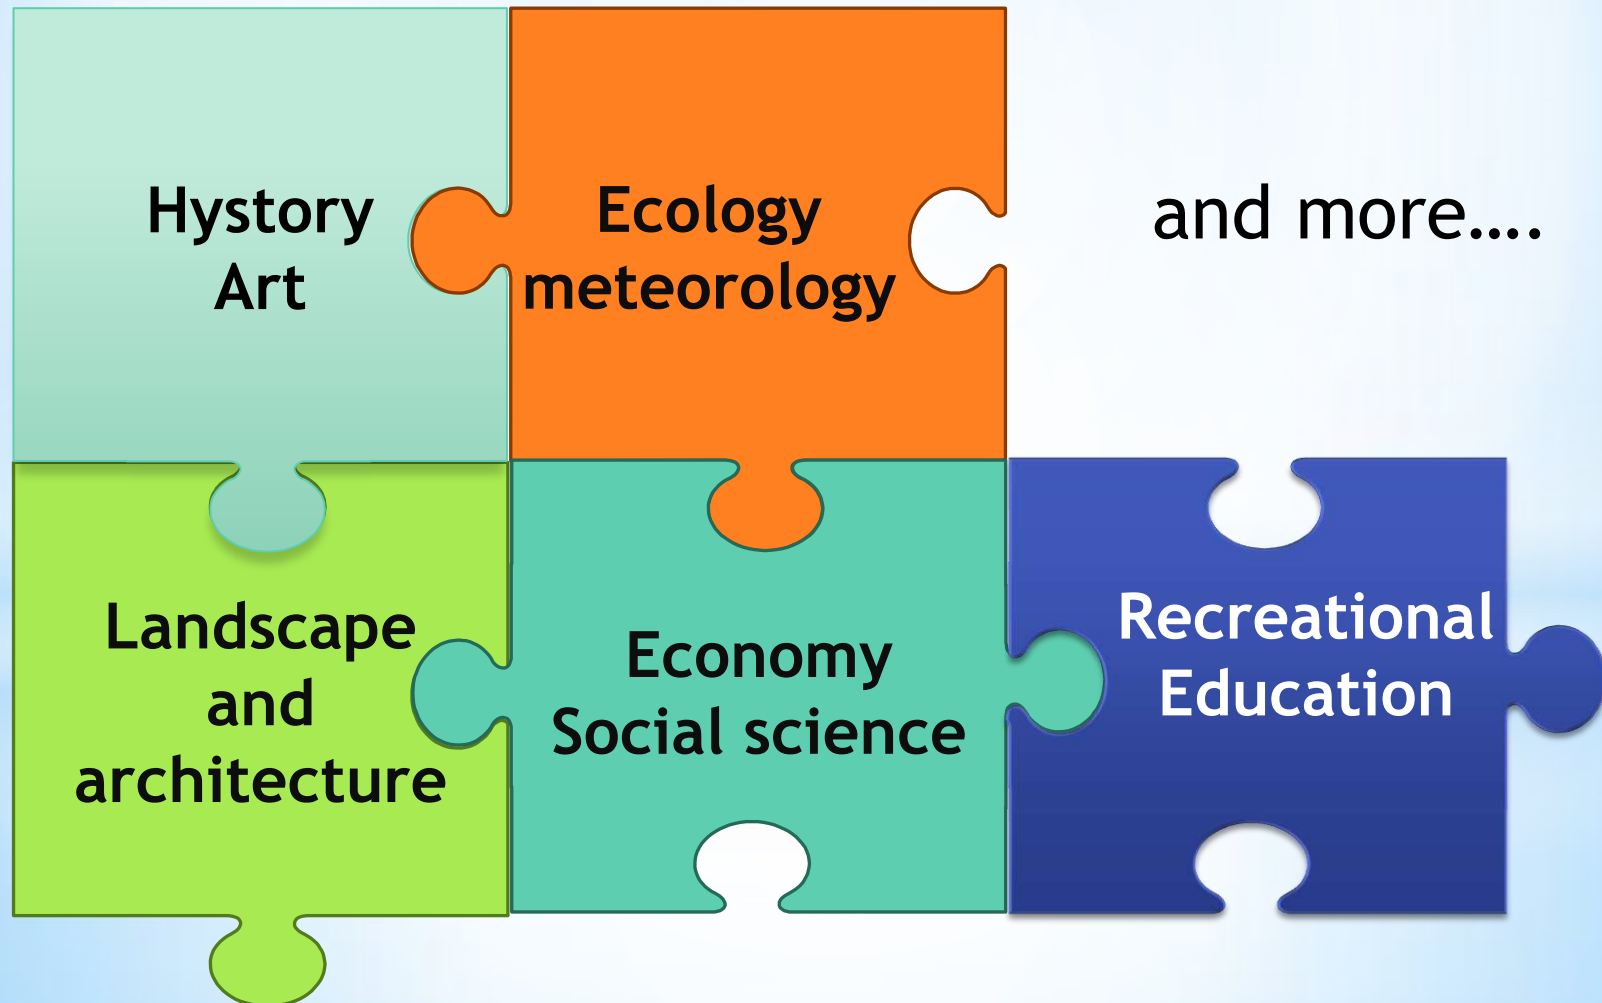 Hystory
Art
Ecology
meteorology
and more....
Landscape
and
architecture
Economy
Social science
Recreational
Education